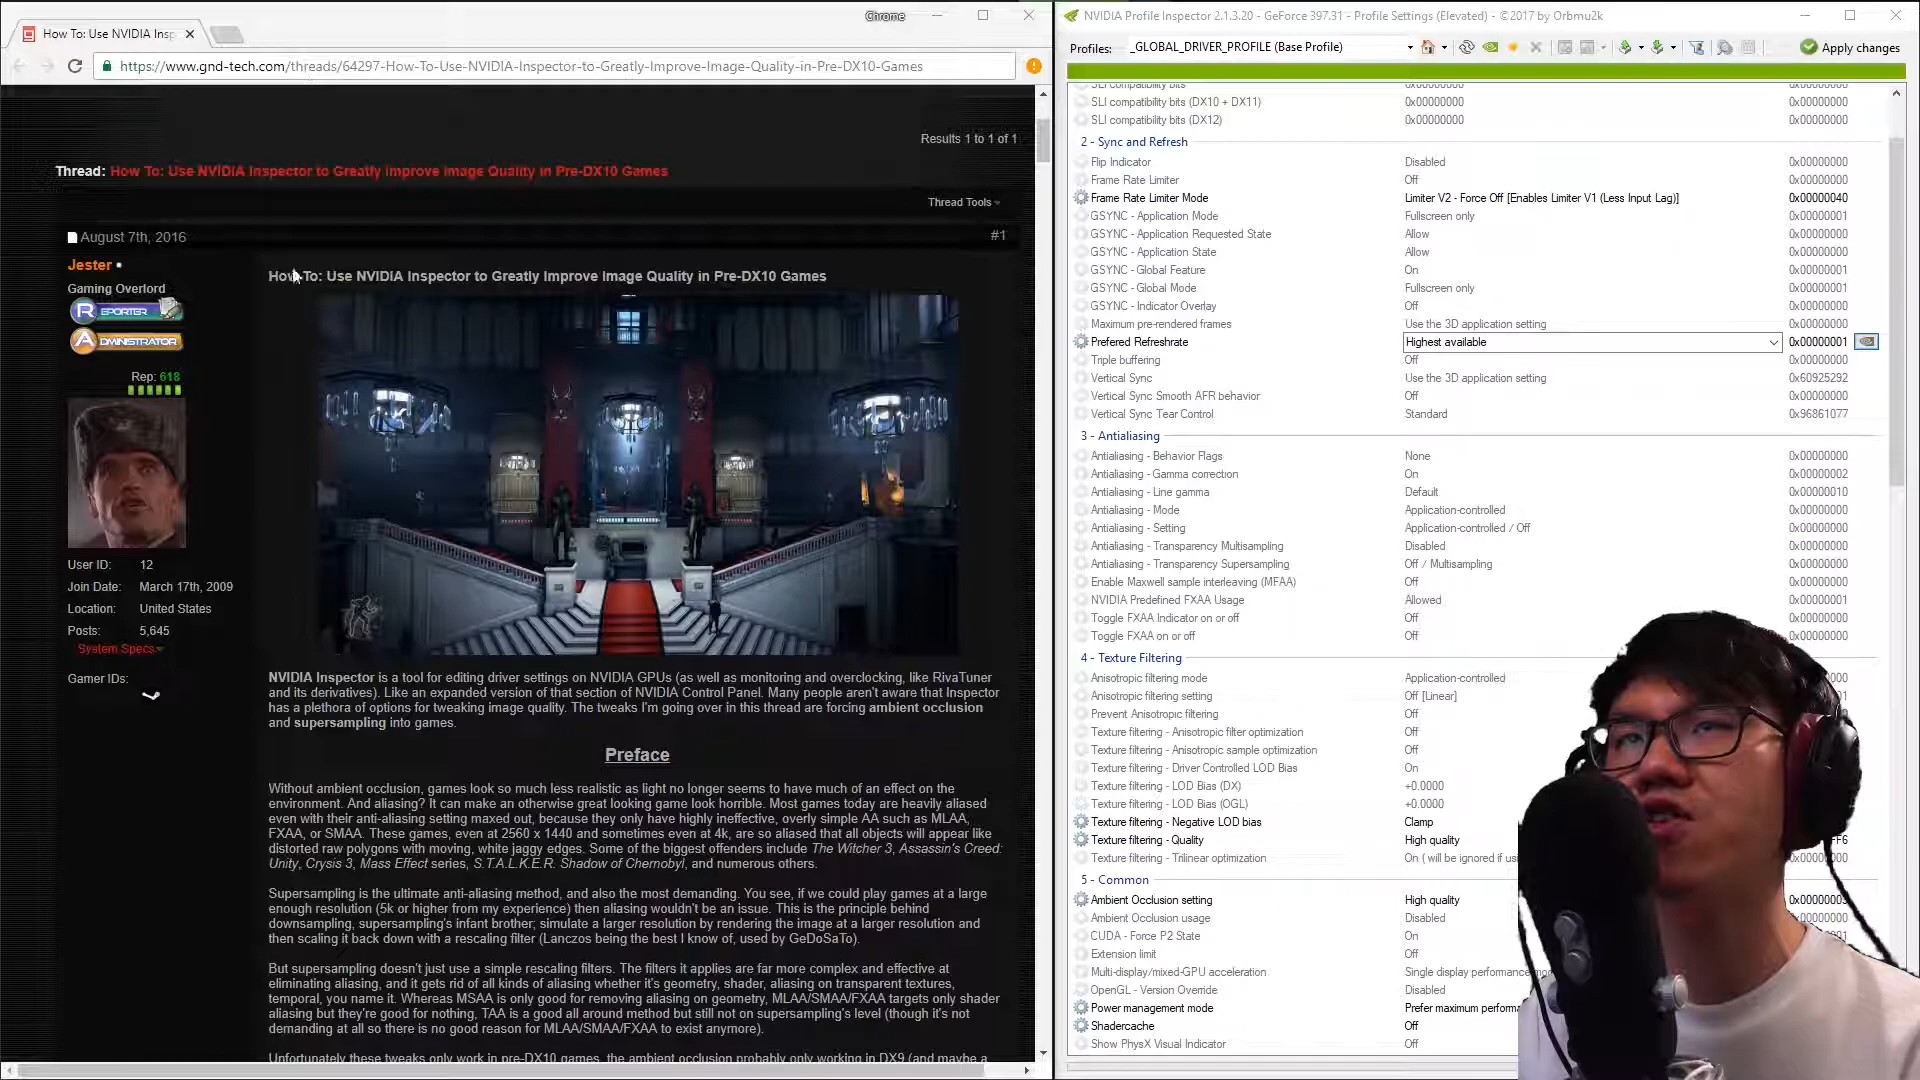 Chrome
How To: Use NVIDIA Insp
https://www.gnd-tech.com/threads/64297-How-To-Use-NVIDIA-Inspector-to-Greatly-Improve-Image-Quality-in-Pre-DX10-Games
Results 1 to 1 of 1
Thread: How To: Use NVIDIA Inspector to Greatly Improve Image Quality in Pre-DX10 Games
Thread Tools
August 7th, 2016
#1
Jester
Gaming Overlord
REPORTER
ADMINISTRATOR
Rep: 618
User ID: 12
Join Date: March 17th, 2009
Location: United States
Posts: 5,645
System Specs
Gamer IDs:
How To: Use NVIDIA Inspector to Greatly Improve Image Quality in Pre-DX10 Games
NVIDIA Inspector is a tool for editing driver settings on NVIDIA GPUs (as well as monitoring and overclocking, like RivaTuner
and its derivatives). Like an expanded version of that section of NVIDIA Control Panel. Many people aren't aware that Inspector
has a plethora of options for tweaking image quality. The tweaks I'm going over in this thread are forcing ambient occlusion
and supersampling into games.
Preface
Without ambient occlusion, games look so much less realistic as light no longer seems to have much of an effect on the
environment. And aliasing? It can make an otherwise great looking game look horrible. Most games today are heavily aliased
even with their anti-aliasing setting maxed out, because they only have highly ineffective, overly simple AA such as MLAA,
FXAA, or SMAA. These games, even at 2560 x 1440 and sometimes even at 4k, are so aliased that all objects will appear like
distorted raw polygons with moving, white jaggy edges. Some of the biggest offenders include The Witcher 3, Assassin's Creed:
Unity, Crysis 3, Mass Effect series, S.T.A.L.K.E.R. Shadow of Chernobyl, and numerous others.
Supersampling is the ultimate anti-aliasing method, and also the most demanding. You see, if we could play games at a large
enough resolution (5k or higher from my experience) then aliasing wouldn't be an issue. This is the principle behind
downsampling, supersampling's infant brother; simulate a larger resolution by rendering the image at a larger resolution and
then scaling it back down with a rescaling filter (Lanczos being the best I know of, used by GeDoSaTo).
But supersampling doesn't just use a simple rescaling filters. The filters it applies are far more complex and effective at
eliminating aliasing, and it gets rid of all kinds of aliasing whether it's geometry, shader, aliasing on transparent textures,
temporal, you name it. Whereas MSAA is only good for removing aliasing on geometry, MLAA/SMAA/FXAA targets only shader
aliasing but they're good for nothing, TAA is a good all around method but still not on supersampling's level (though it's not
demanding at all so there is no good reason for MLAA/SMAA/FXAA to exist anymore).
Unfortunately these tweaks only work in pre-DX10 games, the ambient occlusion probably only working in DX9 (and maybe a
NVIDIA Profile Inspector 2.1.3.20 - GeForce 397.31 - Profile Settings (Elevated) - ©2017 by Orbmu2k
Profiles: _GLOBAL_DRIVER_PROFILE (Base Profile) Apply changes
SLI compatibility bits 0x00000000
SLI compatibility bits (DX10 + DX11) 0x00000000 0x00000000
SLI compatibility bits (DX12) 0x00000000 0x00000000
2 - Sync and Refresh
Flip Indicator Disabled 0x00000000
Frame Rate Limiter Off 0x00000000
Frame Rate Limiter Mode Limiter V2 - Force Off [Enables Limiter V1 (Less Input Lag)] 0x00000040
GSYNC - Application Mode Fullscreen only 0x00000001
GSYNC - Application Requested State Allow 0x00000000
GSYNC - Application State Allow 0x00000000
GSYNC - Global Feature On 0x00000001
GSYNC - Global Mode Fullscreen only 0x00000001
GSYNC - Indicator Overlay Off 0x00000000
Maximum pre-rendered frames Use the 3D application setting 0x00000000
Prefered Refreshrate Highest available 0x00000001
Triple buffering Off 0x00000000
Vertical Sync Use the 3D application setting 0x60925292
Vertical Sync Smooth AFR behavior Off 0x00000000
Vertical Sync Tear Control Standard 0x96861077
3 - Antialiasing
Antialiasing - Behavior Flags None 0x00000000
Antialiasing - Gamma correction On 0x00000002
Antialiasing - Line gamma Default 0x00000010
Antialiasing - Mode Application-controlled 0x00000000
Antialiasing - Setting Application-controlled / Off 0x00000000
Antialiasing - Transparency Multisampling Disabled 0x00000000
Antialiasing - Transparency Supersampling Off / Multisampling 0x00000000
Enable Maxwell sample interleaving (MFAA) Off 0x00000000
NVIDIA Predefined FXAA Usage Allowed 0x00000001
Toggle FXAA Indicator on or off Off 0x00000000
Toggle FXAA on or off Off 0x00000000
4 - Texture Filtering
Anisotropic filtering mode Application-controlled
Anisotropic filtering setting Off [Linear]
Prevent Anisotropic filtering Off
Texture filtering - Anisotropic filter optimization Off
Texture filtering - Anisotropic sample optimization Off
Texture filtering - Driver Controlled LOD Bias On
Texture filtering - LOD Bias (DX) +0.0000
Texture filtering - LOD Bias (OGL) +0.0000
Texture filtering - Negative LOD bias Clamp
Texture filtering - Quality High quality
Texture filtering - Trilinear optimization On ( will be ignored if
5 - Common
Ambient Occlusion setting High quality
Ambient Occlusion usage Disabled
CUDA - Force P2 State On
Extension limit Off
Multi-display/mixed-GPU acceleration Single display performance
OpenGL - Version Override Disabled
Power management mode Prefer maximum
Shadercache Off
Show PhysX Visual Indicator Off